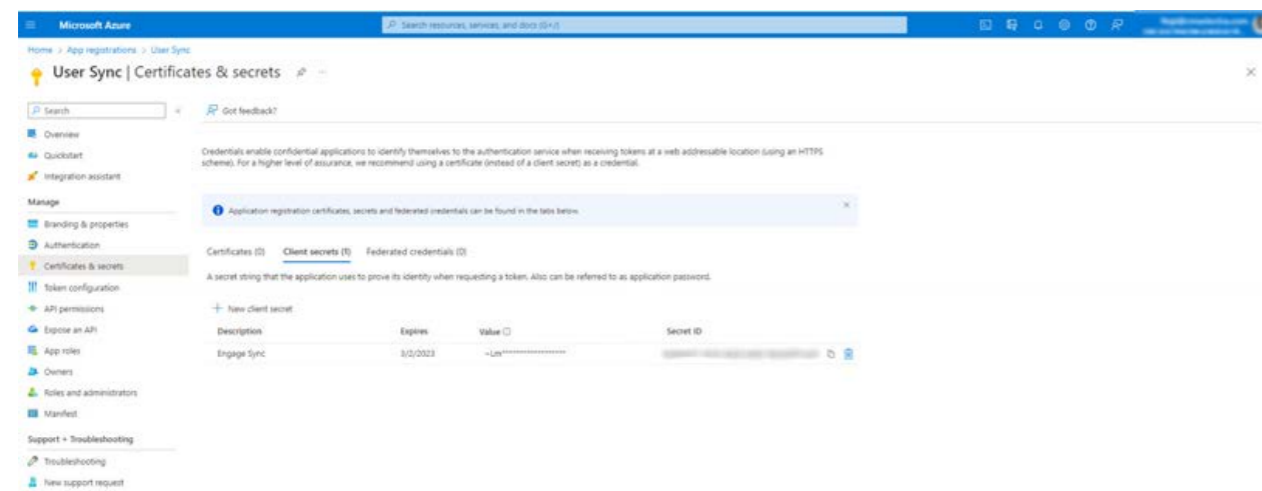 Microsoft Azure
Search resources, services, and docs (G+/)
Home > App registrations > User Sync
User Sync | Certificates & secrets
Search
Got feedback?
Overview
Quickstart
Integration assistant
Credentials enable confidential applications to identify themselves to the authentication service when receiving tokens at a web addressable location (using an HTTPS
scheme). For a higher level of assurance, we recommend using a certificate (instead of a client secret) as a credential.
Manage
Application registration certificates, secrets and federated credentials can be found in the tabs below.
Branding & properties
Authentication
Certificates & secrets
Token configuration
API permissions
Expose an API
App roles
Owners
Roles and administrators
Manifest
Certificates (0) Client secrets (1) Federated credentials (0)
A secret string that the application uses to prove its identity when requesting a token. Also can be referred to as application password.
New client secret
Description Expires Value Secret ID
Engage Sync 3/2/2023 ~Lm******************
Support + Troubleshooting
Troubleshooting
New support request